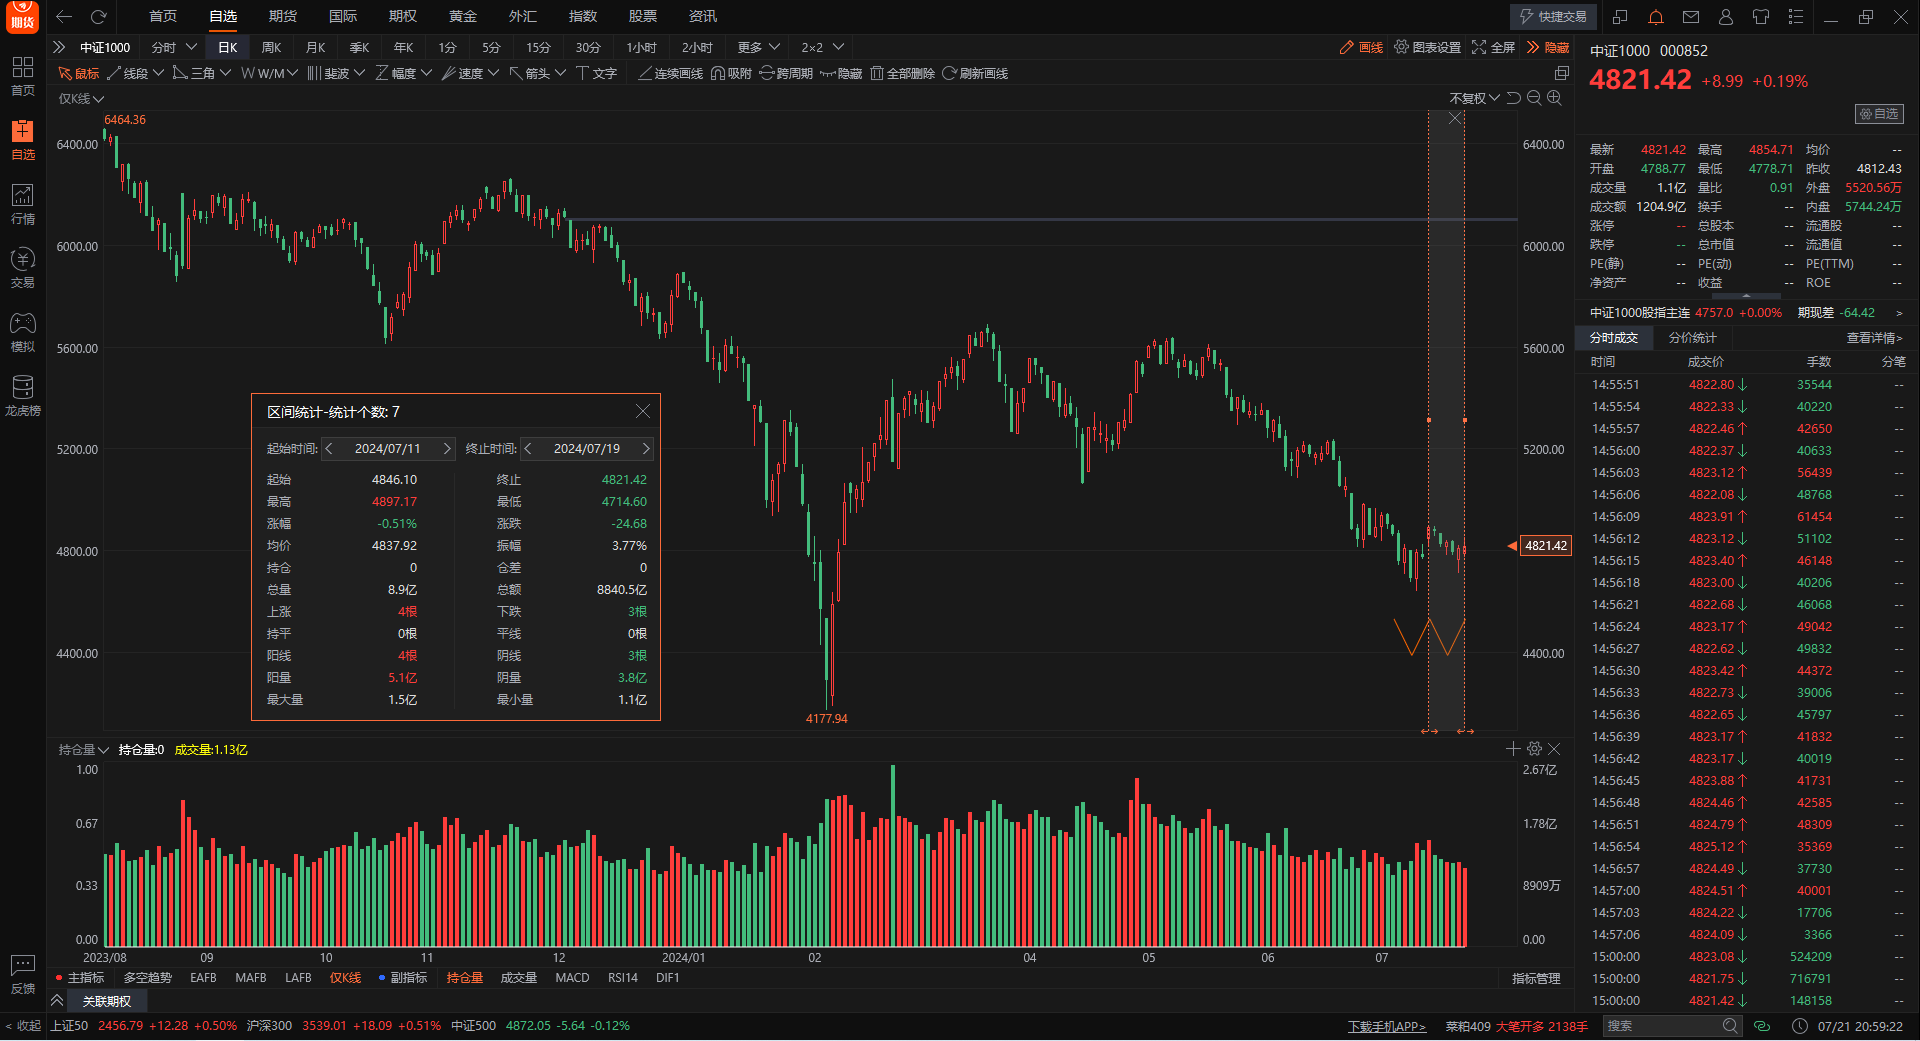 期货
首页 自选 期货 国际 期权 黄金 外汇 指数 股票 资讯
快捷交易
中证1000 分时 日K 周K 月K 季K 年K 1分 5分 15分 30分 1小时 2小时 更多 2×2
画线 图表设置 全屏 隐藏
鼠标 线段 三角 W/M 斐波 幅度 速度 箭头 文字 连续画线 吸附 跨周期 隐藏 全部删除 刷新画线
首页
自选
行情
交易
模拟
龙虎榜
反馈
< 收起
仅K线
不复权
6464.36
6400.00 6400.00
6000.00 6000.00
5600.00 5600.00
5200.00 5200.00
4800.00
4821.42
4400.00 4400.00
4177.94
区间统计-统计个数: 7
起始时间: 2024/07/11 终止时间: 2024/07/19
起始 4846.10 终止 4821.42
最高 4897.17 最低 4714.60
涨幅 -0.51% 涨跌 -24.68
均价 4837.92 振幅 3.77%
持仓 0 仓差 0
总量 8.9亿 总额 8840.5亿
上涨 4根 下跌 3根
持平 0根 平线 0根
阳线 4根 阴线 3根
阳量 5.1亿 阴量 3.8亿
最大量 1.5亿 最小量 1.1亿
持仓量 持仓量:0 成交量:1.13亿
1.00 2.67亿
0.67 1.78亿
0.33 8909万
0.00 0.00
2023/08 09 10 11 12 2024/01 02 04 05 06 07
主指标 多空趋势 EAFB MAFB LAFB 仅K线 副指标 持仓量 成交量 MACD RSI14 DIF1 指标管理
关联期权
中证1000 000852
4821.42 +8.99 +0.19%
自选
最新 4821.42 最高 4854.71 均价 --
开盘 4788.77 最低 4778.71 昨收 4812.43
成交量 1.1亿 量比 0.91 外盘 5520.56万
成交额 1204.9亿 换手 -- 内盘 5744.24万
涨停 -- 总股本 -- 流通股 --
跌停 -- 总市值 -- 流通值 --
PE(静) -- PE(动) -- PE(TTM) --
净资产 -- 收益 -- ROE --
中证1000股指主连 4757.0 +0.00% 期现差 -64.42 >
分时成交 分价统计 查看详情>
时间 成交价 手数 分笔
14:55:51 4822.80↓ 35544 --
14:55:54 4822.33↓ 40220 --
14:55:57 4822.46↑ 42650 --
14:56:00 4822.37↓ 40633 --
14:56:03 4823.12↑ 56439 --
14:56:06 4822.08↓ 48768 --
14:56:09 4823.91↑ 61454 --
14:56:12 4823.12↓ 51102 --
14:56:15 4823.40↑ 46148 --
14:56:18 4823.00↓ 40206 --
14:56:21 4822.68↓ 46068 --
14:56:24 4823.17↑ 49042 --
14:56:27 4822.62↓ 49832 --
14:56:30 4823.42↑ 44372 --
14:56:33 4822.73↓ 39006 --
14:56:36 4822.65↓ 45797 --
14:56:39 4823.17↑ 41832 --
14:56:42 4823.17↓ 40019 --
14:56:45 4823.88↑ 41731 --
14:56:48 4824.46↑ 42585 --
14:56:51 4824.79↑ 48309 --
14:56:54 4825.12↑ 35369 --
14:56:57 4824.49↓ 37730 --
14:57:00 4824.51↑ 40001 --
14:57:03 4824.22↓ 17706 --
14:57:06 4824.09↓ 3366 --
15:00:00 4823.08↓ 524209 --
15:00:00 4821.75↓ 716791 --
15:00:00 4821.42↓ 148158 --
上证50 2456.79 +12.28 +0.50% 沪深300 3539.01 +18.09 +0.51% 中证500 4872.05 -5.64 -0.12% 下载手机APP> 菜粕409 大笔开多 2138手 搜索 07/21 20:59:22